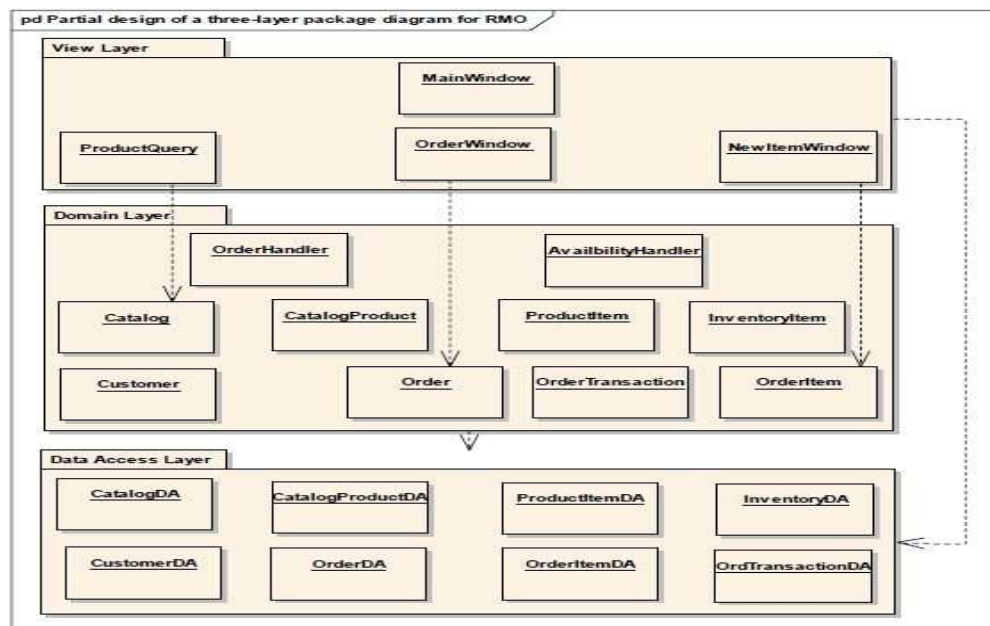 pd Partial design of a three-layer package diagram for RMO
View Layer
MainWindow
ProductQuery
OrderWindow
NewItemWindow
Domain Layer
OrderHandler
AvailbilityHandler
Catalog
CatalogProduct
ProductItem
InventoryItem
Customer
Order
OrderTransaction
OrderItem
Data Access Layer
CatalogDA
CatalogProductDA
ProductItemDA
InventoryDA
CustomerDA
OrderDA
OrderItemDA
OrdTransactionDA